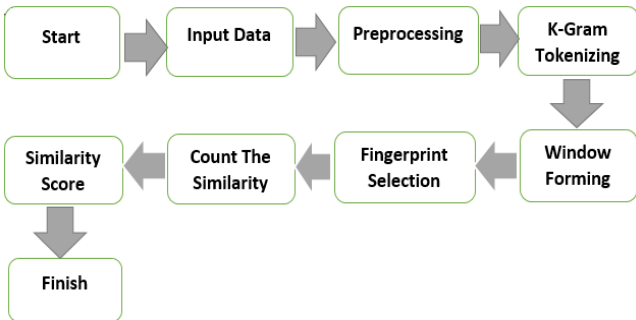 Start
Input Data
Preprocessing
K-Gram
Tokenizing
Window
Forming
Fingerprint
Selection
Count The
Similarity
Similarity
Score
Finish